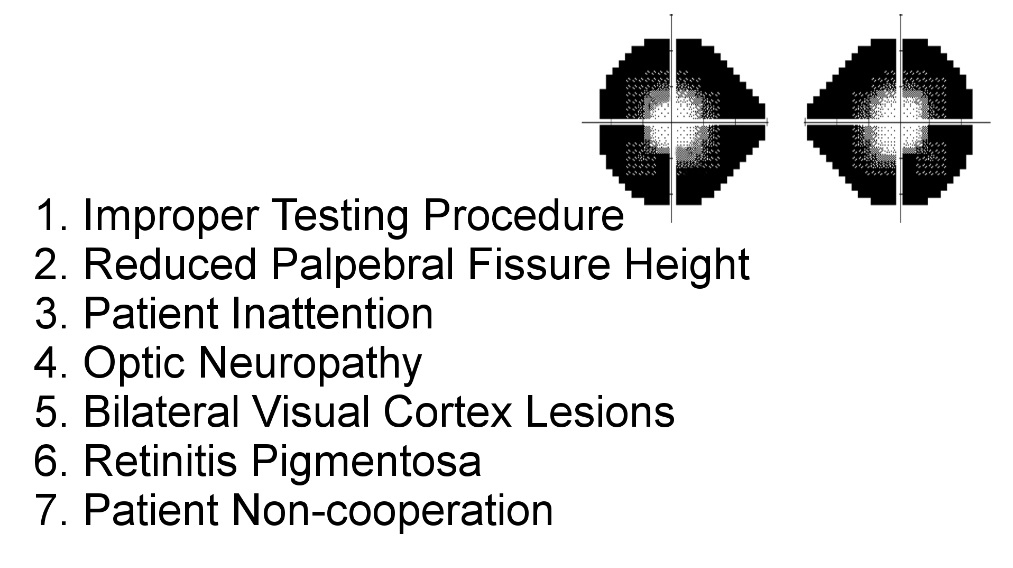 1. Improper Testing Procedure
2. Reduced Palpebral Fissure Height
3. Patient Inattention
4. Optic Neuropathy
5. Bilateral Visual Cortex Lesions
6. Retinitis Pigmentosa
7. Patient Non-cooperation